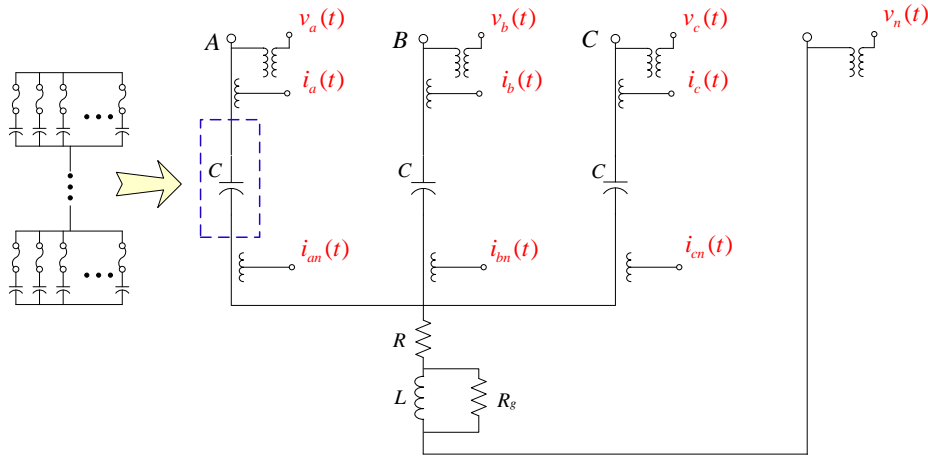 v_a(t) v_b(t) v_c(t) v_n(t)
A B C
i_a(t) i_b(t) i_c(t)
C C C
i_an(t) i_bn(t) i_cn(t)
R
L R_g